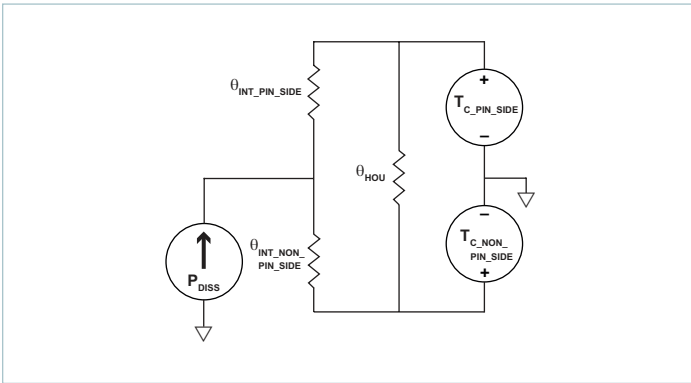 θINT_PIN_SIDE
+
TC_PIN_SIDE
–
θHOU
–
TC_NON_
PIN_SIDE
+
θINT_NON_
PIN_SIDE
PDISS